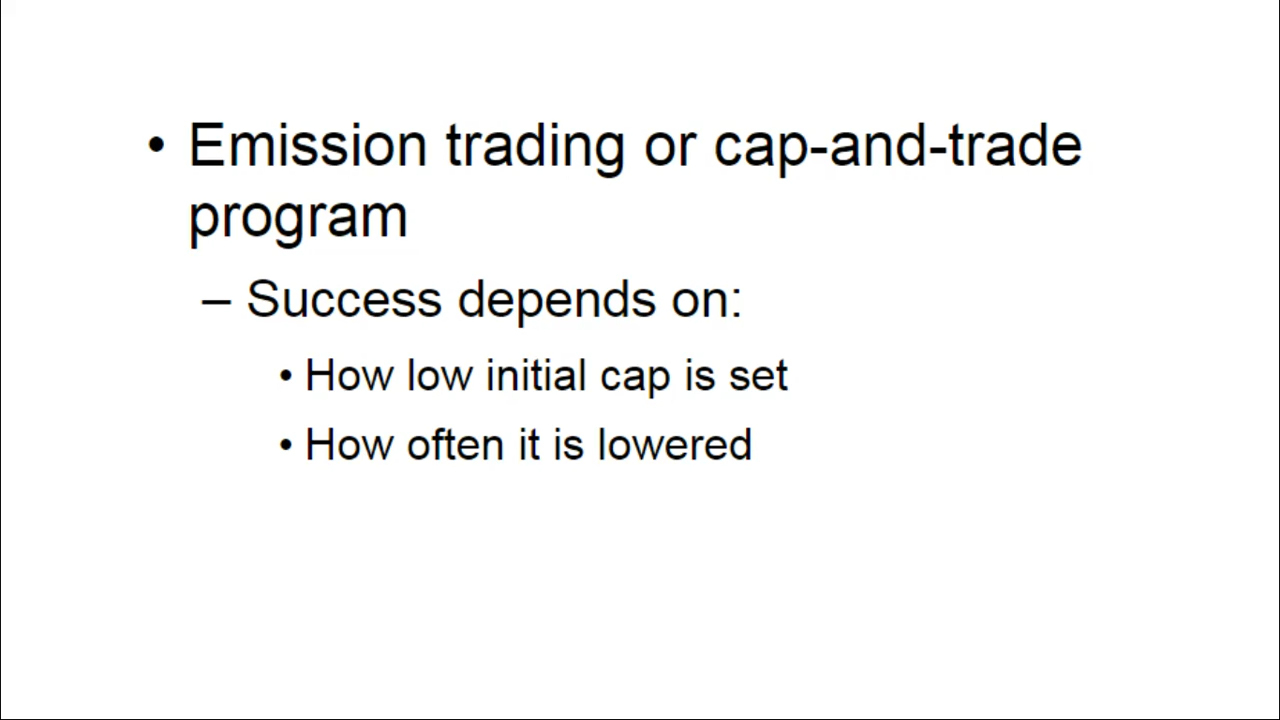 • Emission trading or cap-and-trade
program
– Success depends on:
• How low initial cap is set
• How often it is lowered